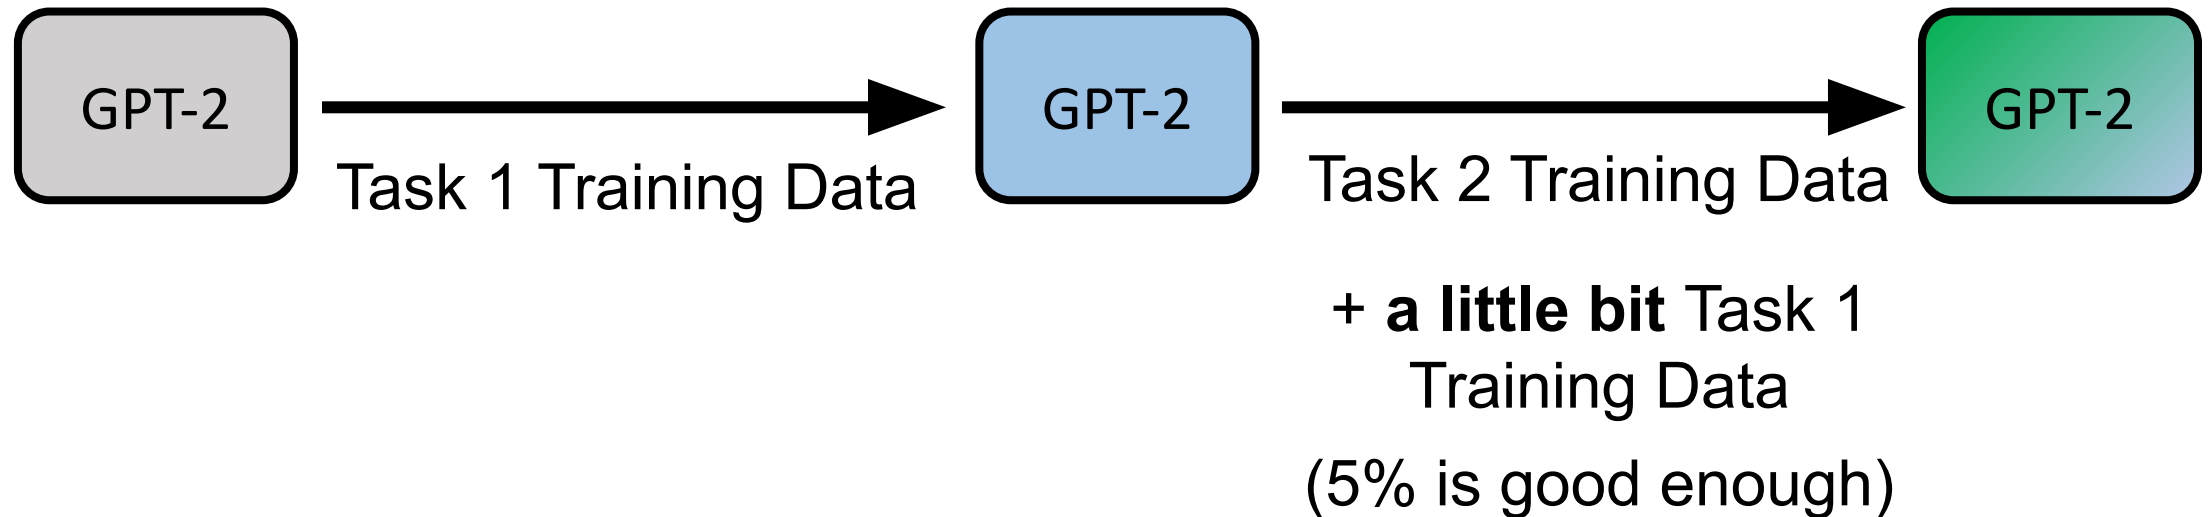 GPT-2
Task 1 Training Data
GPT-2
Task 2 Training Data
+ a little bit Task 1
Training Data
(5% is good enough)
GPT-2